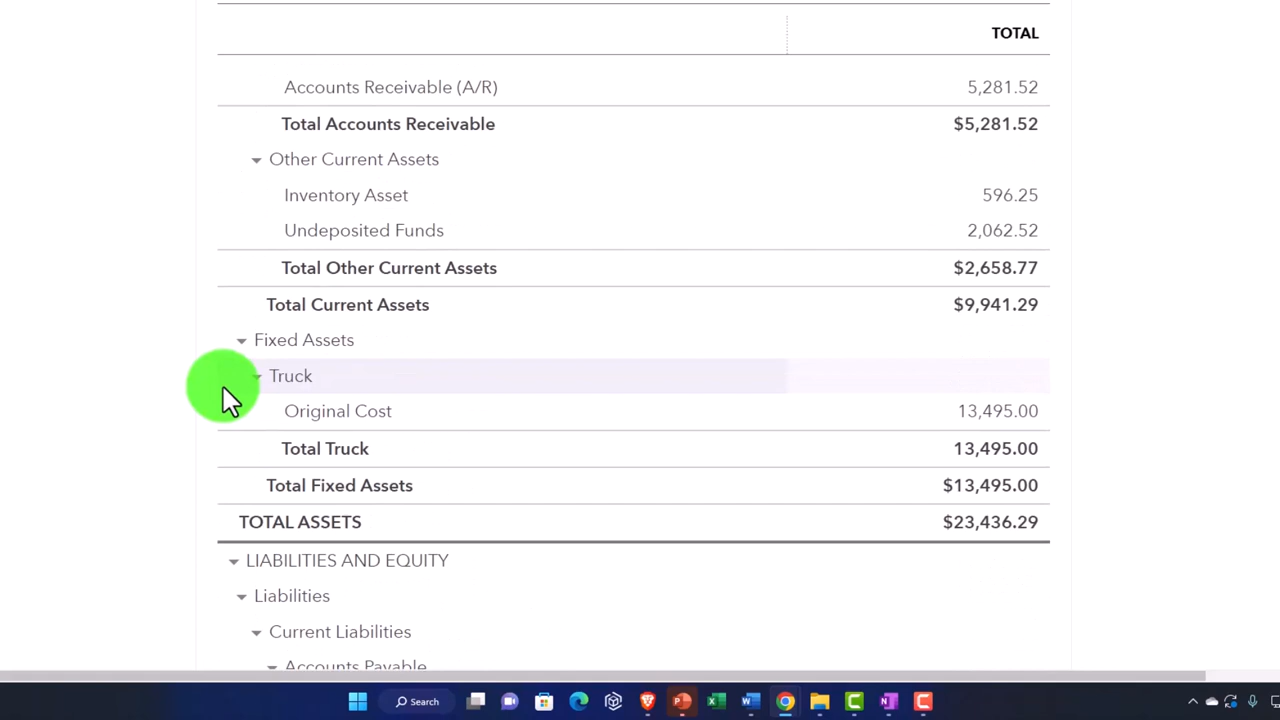 TOTAL
Accounts Receivable (A/R) 5,281.52
Total Accounts Receivable $5,281.52
Other Current Assets
Inventory Asset 596.25
Undeposited Funds 2,062.52
Total Other Current Assets $2,658.77
Total Current Assets $9,941.29
Fixed Assets
Truck
Original Cost 13,495.00
Total Truck 13,495.00
Total Fixed Assets $13,495.00
TOTAL ASSETS $23,436.29
LIABILITIES AND EQUITY
Liabilities
Current Liabilities
Accounts Payable
Search